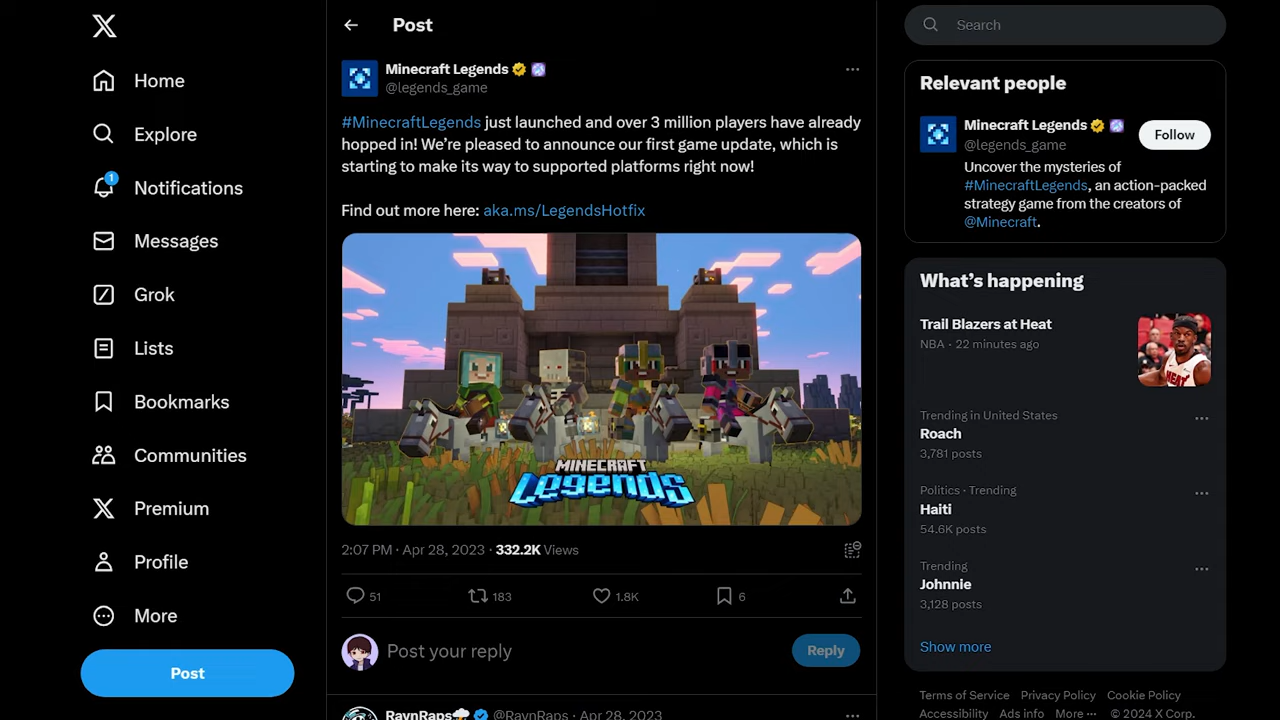 Home
Explore
1
Notifications
Messages
Grok
Lists
Bookmarks
Communities
Premium
Profile
More
Post
Post
Minecraft Legends
@legends_game
#MinecraftLegends just launched and over 3 million players have already
hopped in! We’re pleased to announce our first game update, which is
starting to make its way to supported platforms right now!
Find out more here: aka.ms/LegendsHotfix
MINECRAFT
Legends
2:07 PM · Apr 28, 2023 · 332.2K Views
51
183
1.8K
6
Post your reply
Reply
RavnRaps @RavnRaps · Apr 28, 2023
Search
Relevant people
Minecraft Legends
@legends_game
Follow
Uncover the mysteries of
#MinecraftLegends, an action-packed
strategy game from the creators of
@Minecraft.
What’s happening
Trail Blazers at Heat
NBA · 22 minutes ago
HEAT
Trending in United States
Roach
3,781 posts
Politics · Trending
Haiti
54.6K posts
Trending
Johnnie
3,128 posts
Show more
Terms of Service Privacy Policy Cookie Policy
Accessibility Ads info More ··· © 2024 X Corp.